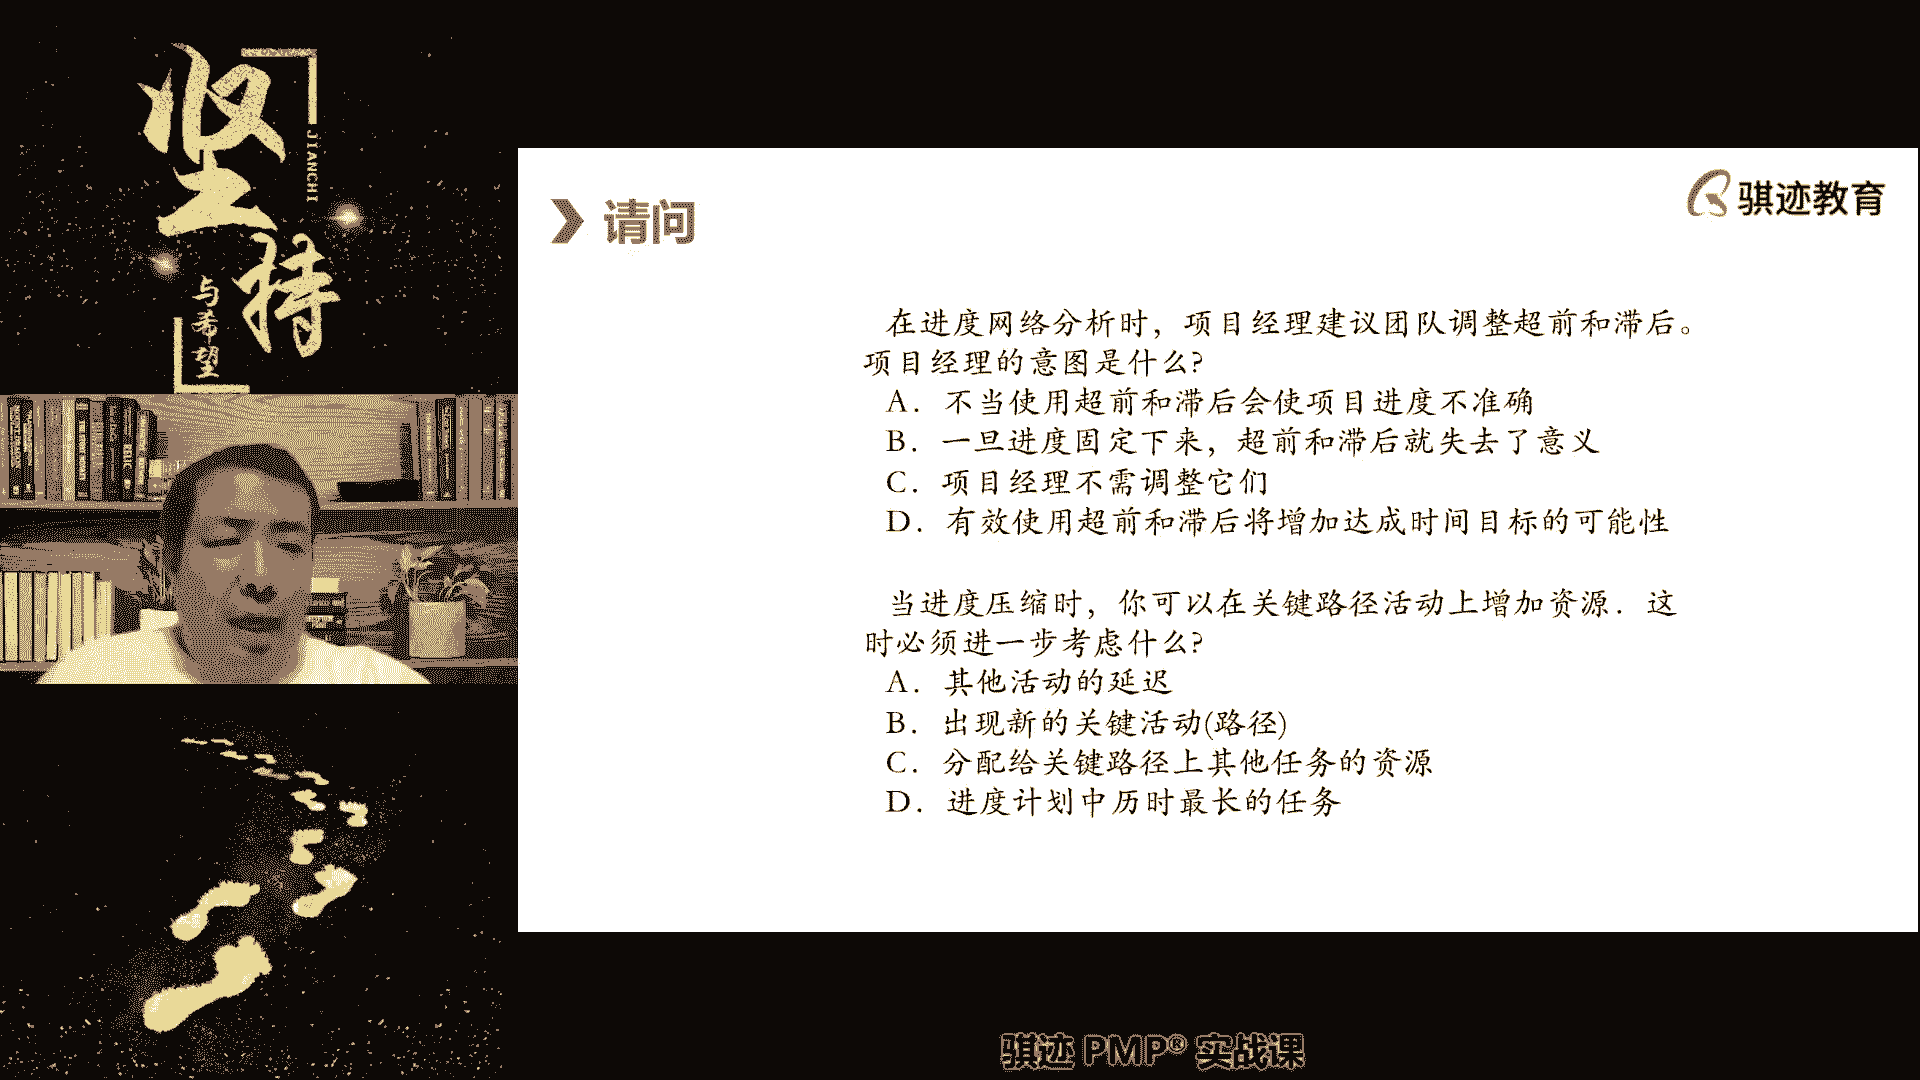 坚持
JIANCHI
与希望
请问
骐迹教育
在进度网络分析时，项目经理建议团队调整超前和滞后。
项目经理的意图是什么?
A. 不当使用超前和滞后会使项目进度不准确
B. 一旦进度固定下来，超前和滞后就失去了意义
C. 项目经理不需调整它们
D. 有效使用超前和滞后将增加达成时间目标的可能性
当进度压缩时，你可以在关键路径活动上增加资源．这
时必须进一步考虑什么?
A. 其他活动的延迟
B. 出现新的关键活动(路径)
C. 分配给关键路径上其他任务的资源
D. 进度计划中历时最长的任务
骐迹 PMP® 实战课